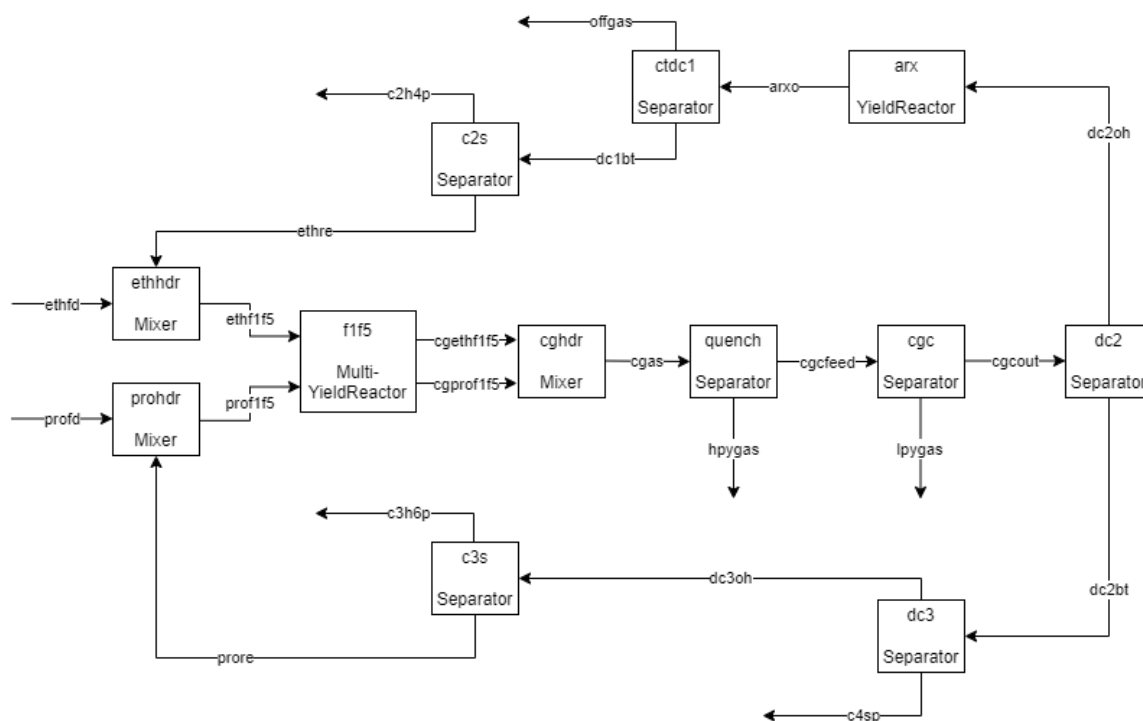 offgas
ctdc1
Separator
arxo
arx
YieldReactor
c2h4p
c2s
Separator
dc1bt
dc2oh
ethre
ethfd
ethhdr
Mixer
ethf1f5
f1f5
Multi-
YieldReactor
cgethf1f5
cgprof1f5
cghdr
Mixer
cgas
quench
Separator
cgcfeed
cgc
Separator
cgcout
dc2
Separator
profd
prohdr
Mixer
prof1f5
hpygas
lpygas
c3h6p
c3s
Separator
dc3oh
dc2bt
dc3
Separator
prore
c4sp